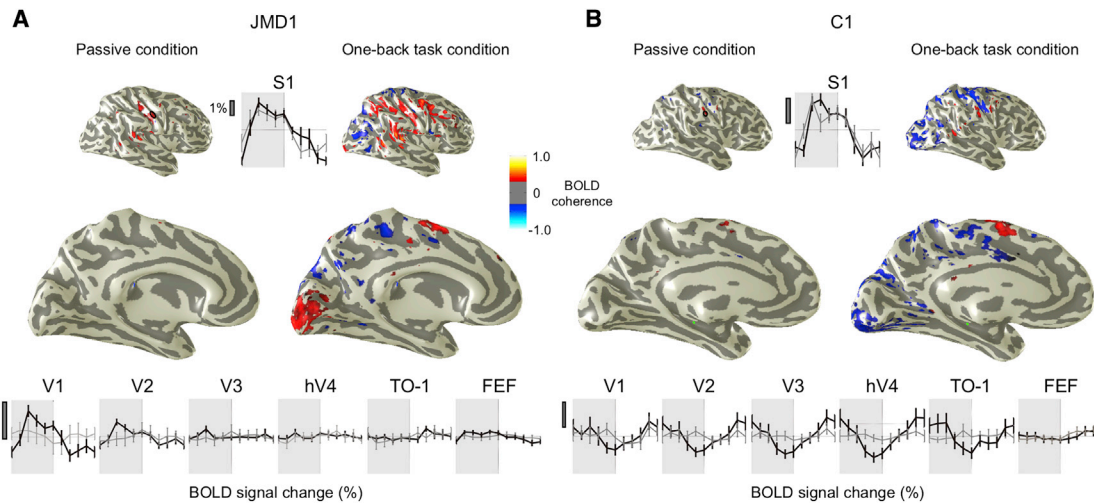 A
JMD1
Passive condition
One-back task condition
S1
1%
1.0
0
-1.0
BOLD
coherence
V1
V2
V3
hV4
TO-1
FEF
BOLD signal change (%)
B
C1
Passive condition
One-back task condition
S1
V1
V2
V3
hV4
TO-1
FEF
BOLD signal change (%)